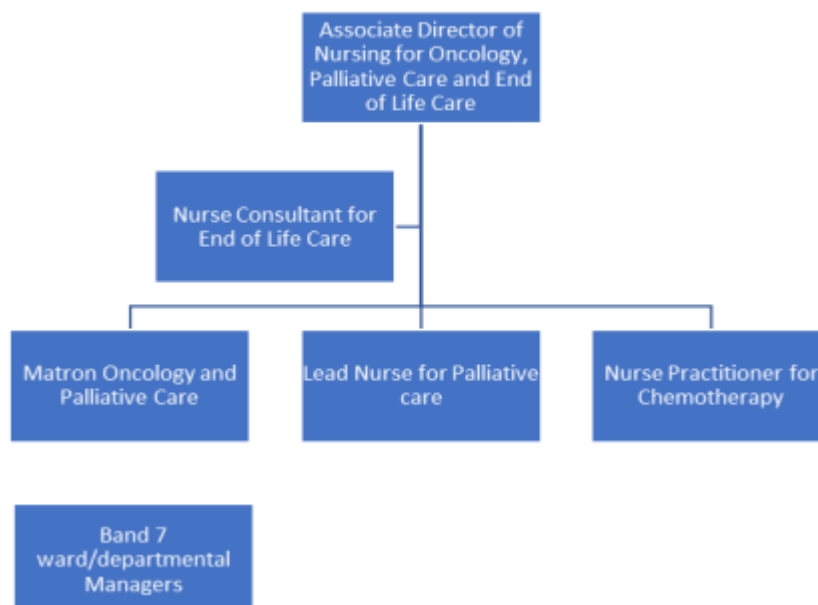 Associate Director of
Nursing for Oncology,
Palliative Care and End
of Life Care
Nurse Consultant for
End of Life Care
Matron Oncology and
Palliative Care
Lead Nurse for Palliative
care
Nurse Practitioner for
Chemotherapy
Band 7
ward/departmental
Managers